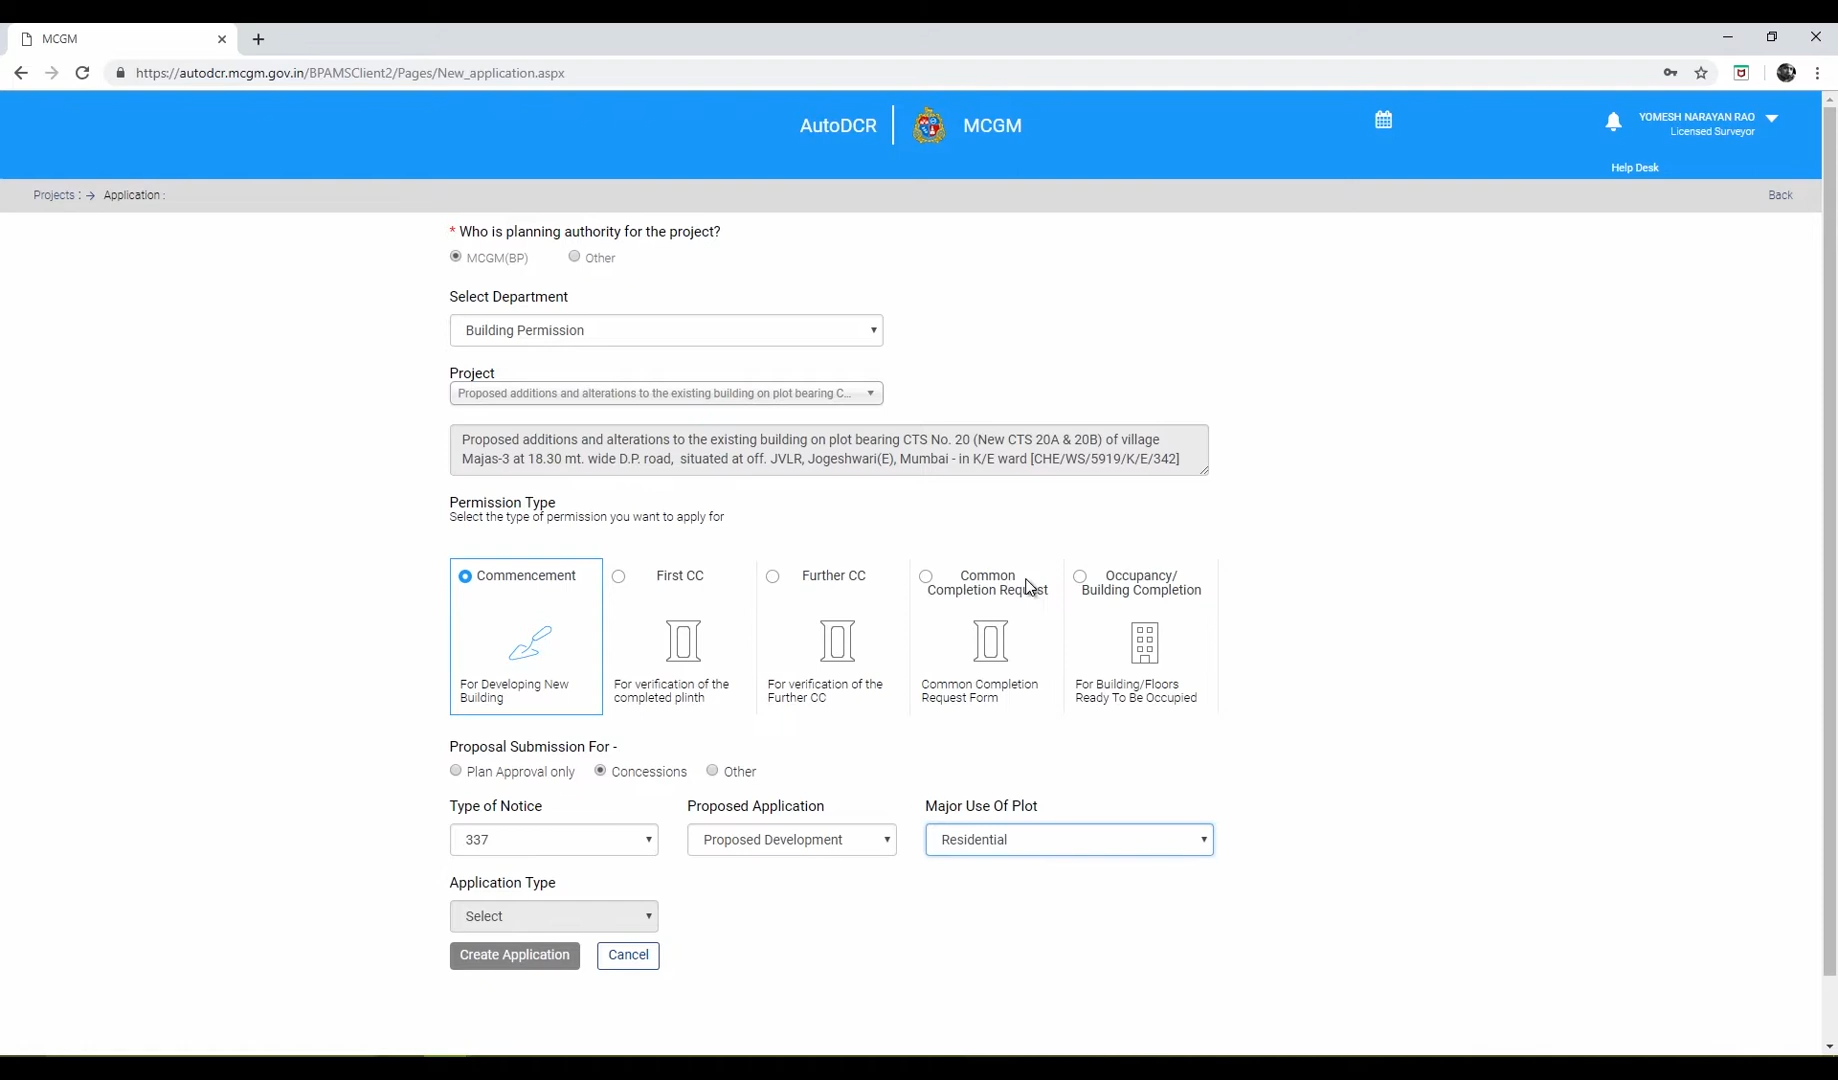 MCGM
https://autodcr.mcgm.gov.in/BPAMSClient2/Pages/New_application.aspx
AutoDCR
MCGM
YOMESH NARAYAN RAO
Licensed Surveyor
Help Desk
Projects : → Application :
Back
* Who is planning authority for the project?
MCGM(BP) Other
Select Department
Building Permission
Project
Proposed additions and alterations to the existing building on plot bearing C...
Proposed additions and alterations to the existing building on plot bearing CTS No. 20 (New CTS 20A & 20B) of village
Majas-3 at 18.30 mt. wide D.P. road, situated at off. JVLR, Jogeshwari(E), Mumbai - in K/E ward [CHE/WS/5919/K/E/342]
Permission Type
Select the type of permission you want to apply for
Commencement
For Developing New
Building
First CC
For verification of the
completed plinth
Further CC
For verification of the
Further CC
Common
Completion Request
Common Completion
Request Form
Occupancy/
Building Completion
For Building/Floors
Ready To Be Occupied
Proposal Submission For -
Plan Approval only Concessions Other
Type of Notice Proposed Application Major Use Of Plot
337 Proposed Development Residential
Application Type
Select
Create Application Cancel